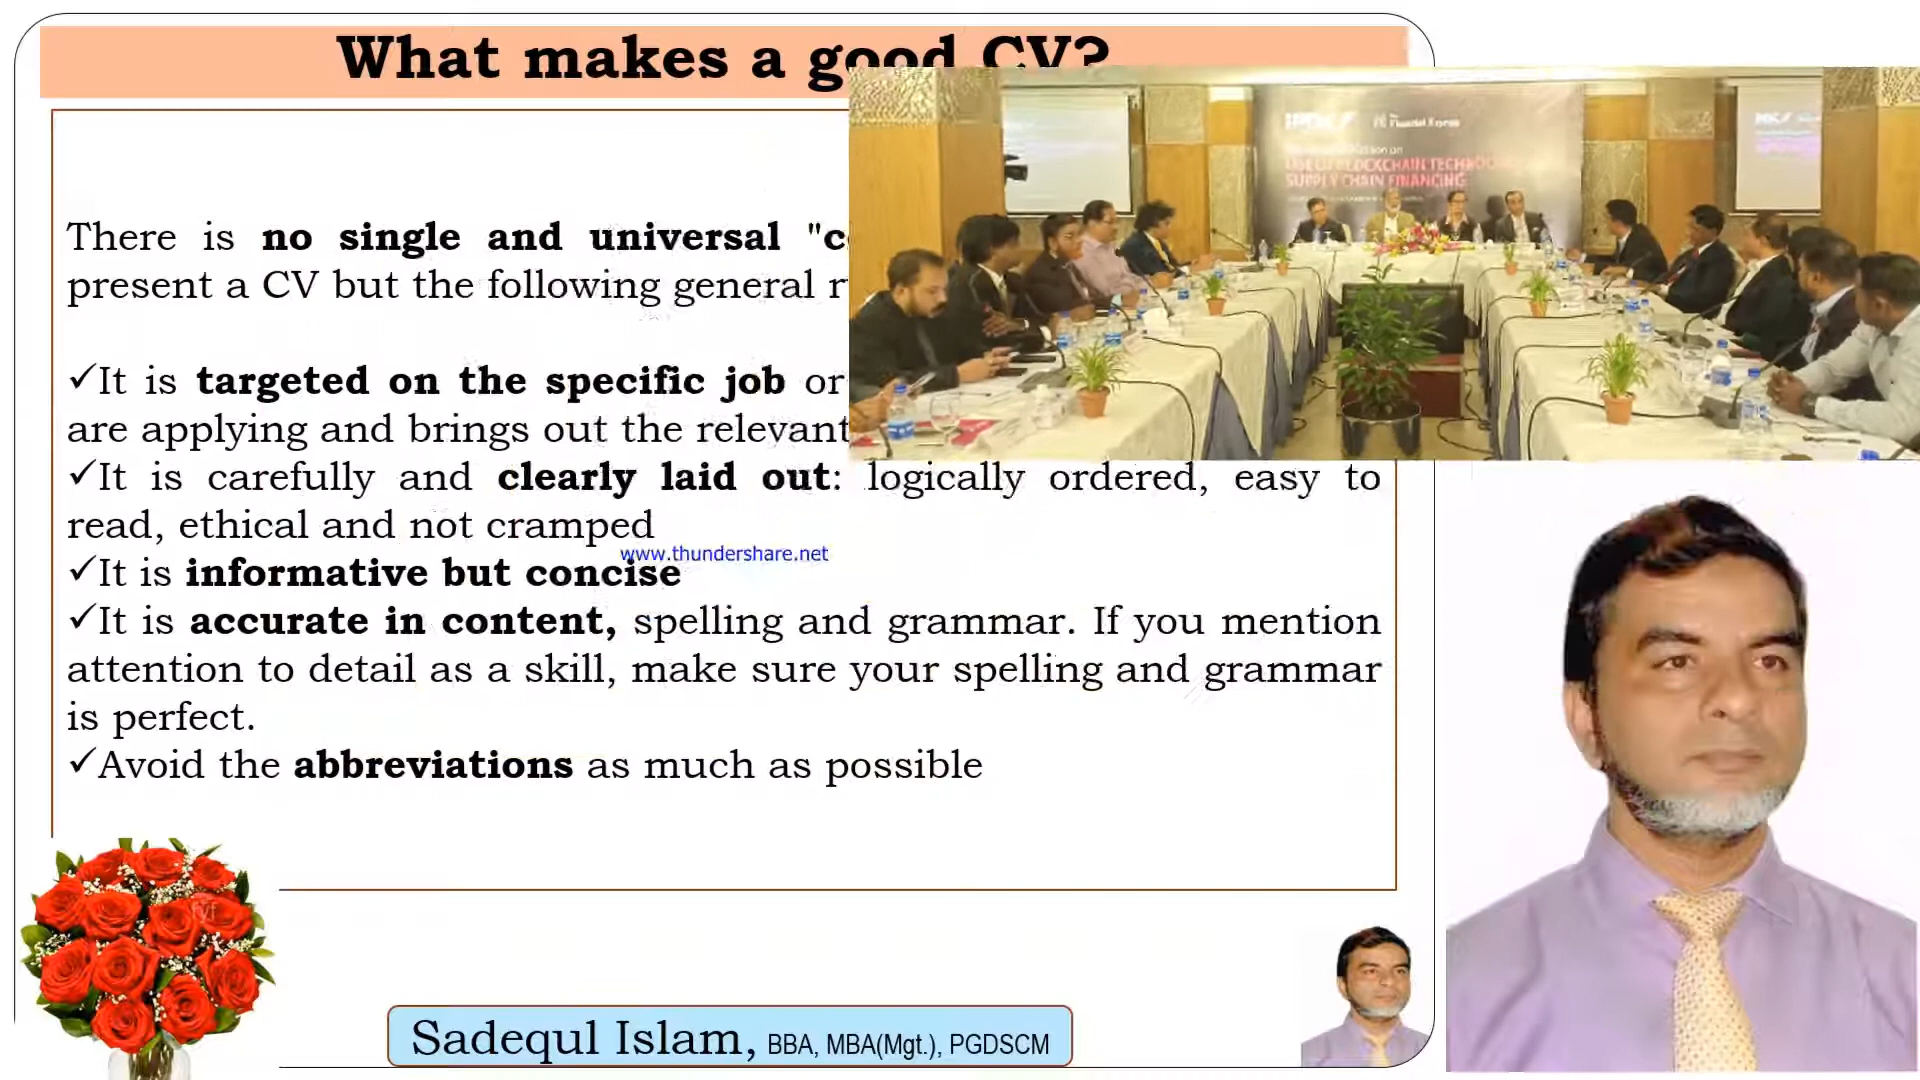 What makes a good CV?
There is no single and universal "c
present a CV but the following general r
✓It is targeted on the specific job or
are applying and brings out the relevant
✓It is carefully and clearly laid out: logically ordered, easy to
read, ethical and not cramped
www.thundershare.net
✓It is informative but concise
✓It is accurate in content, spelling and grammar. If you mention
attention to detail as a skill, make sure your spelling and grammar
is perfect.
✓Avoid the abbreviations as much as possible
Sadequl Islam, BBA, MBA(Mgt.), PGDSCM
BLOCKCHAIN
SUPPLY CHAIN FINANCING